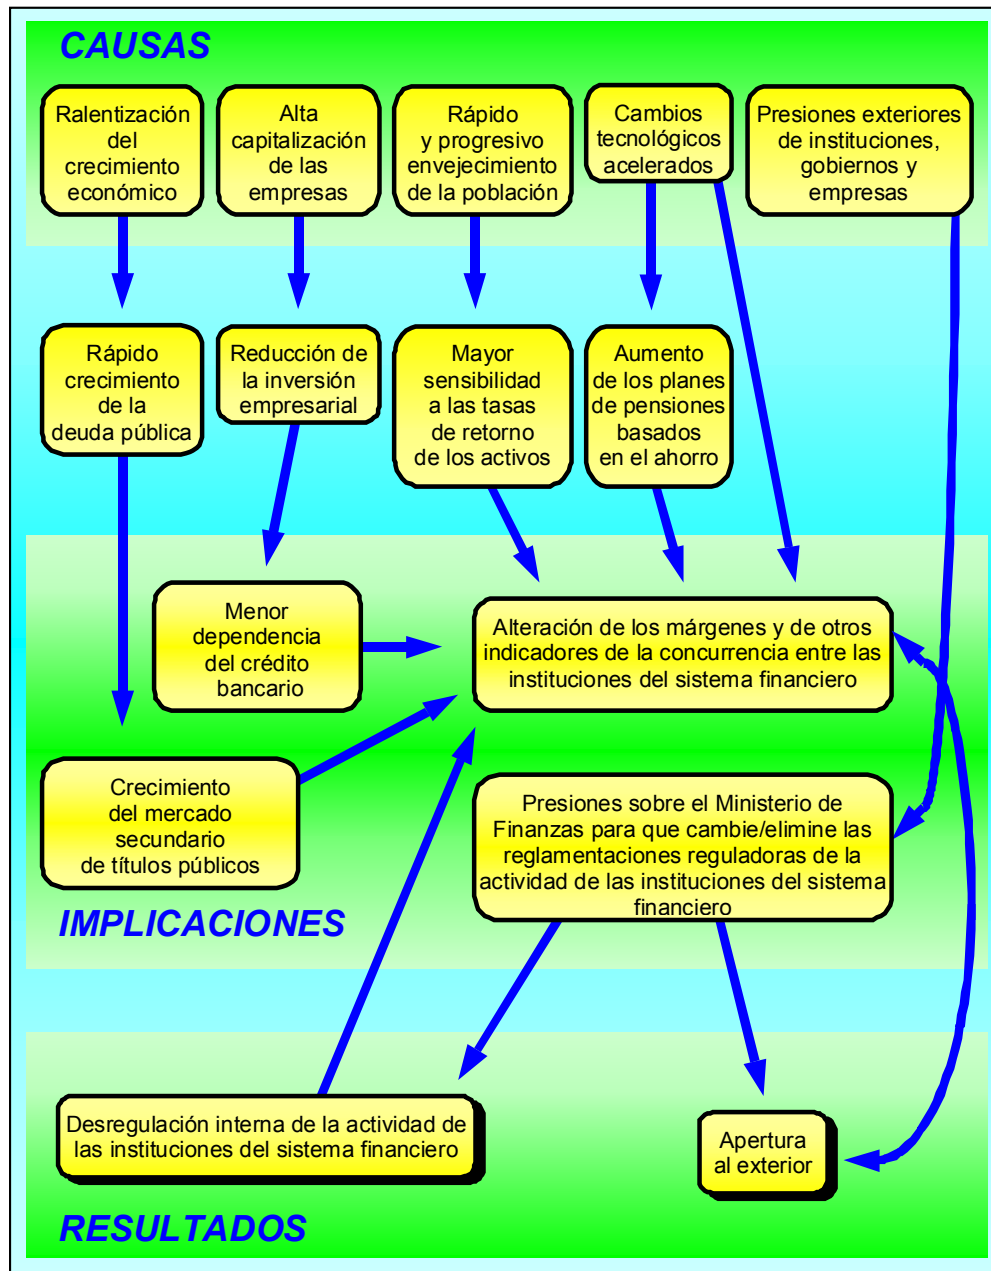 CAUSAS
Ralentización
del
crecimiento
económico
Alta
capitalización
de las
empresas
Rápido
y progresivo
envejecimiento
de la población
Cambios
tecnológicos
acelerados
Presiones exteriores
de instituciones,
gobiernos y
empresas
Rápido
crecimiento
de la
deuda pública
Reducción de
la inversión
empresarial
Mayor
sensibilidad
a las tasas
de retorno
de los activos
Aumento
de los planes
de pensiones
basados
en el ahorro
Menor
dependencia
del crédito
bancario
Alteración de los márgenes y de otros
indicadores de la concurrencia entre las
instituciones del sistema financiero
Crecimiento
del mercado
secundario
de títulos públicos
Presiones sobre el Ministerio de
Finanzas para que cambie/elimine las
reglamentaciones reguladoras de la
actividad de las instituciones del sistema
financiero
IMPLICACIONES
Desregulación interna de la actividad de
las instituciones del sistema financiero
Apertura
al exterior
RESULTADOS